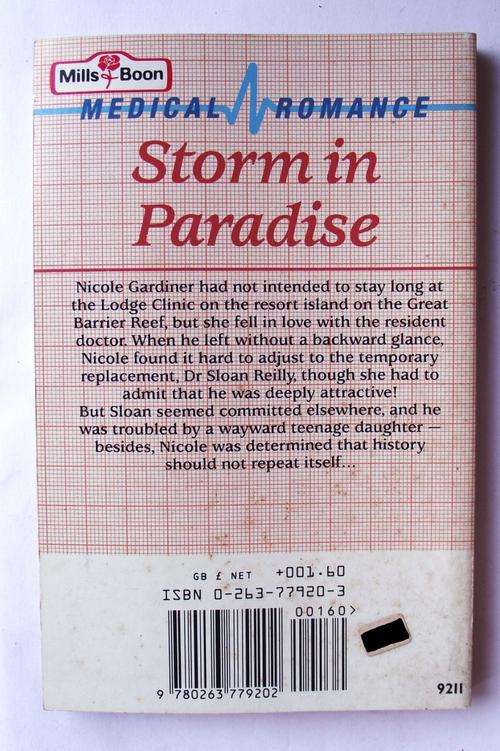 Mills Boon
MEDICAL ROMANCE
Storm in
Paradise
Nicole Gardiner had not intended to stay long at
the Lodge Clinic on the resort island on the Great
Barrier Reef, but she fell in love with the resident
doctor. When he left without a backward glance,
Nicole found it hard to adjust to the temporary
replacement, Dr Sloan Reilly, though she had to
admit that he was deeply attractive!
But Sloan seemed committed elsewhere, and he
was troubled by a wayward teenage daughter —
besides, Nicole was determined that history
should not repeat itself...
GB £ NET +001.60
ISBN 0-263-77920-3
00160>
9 780263 779202
9211